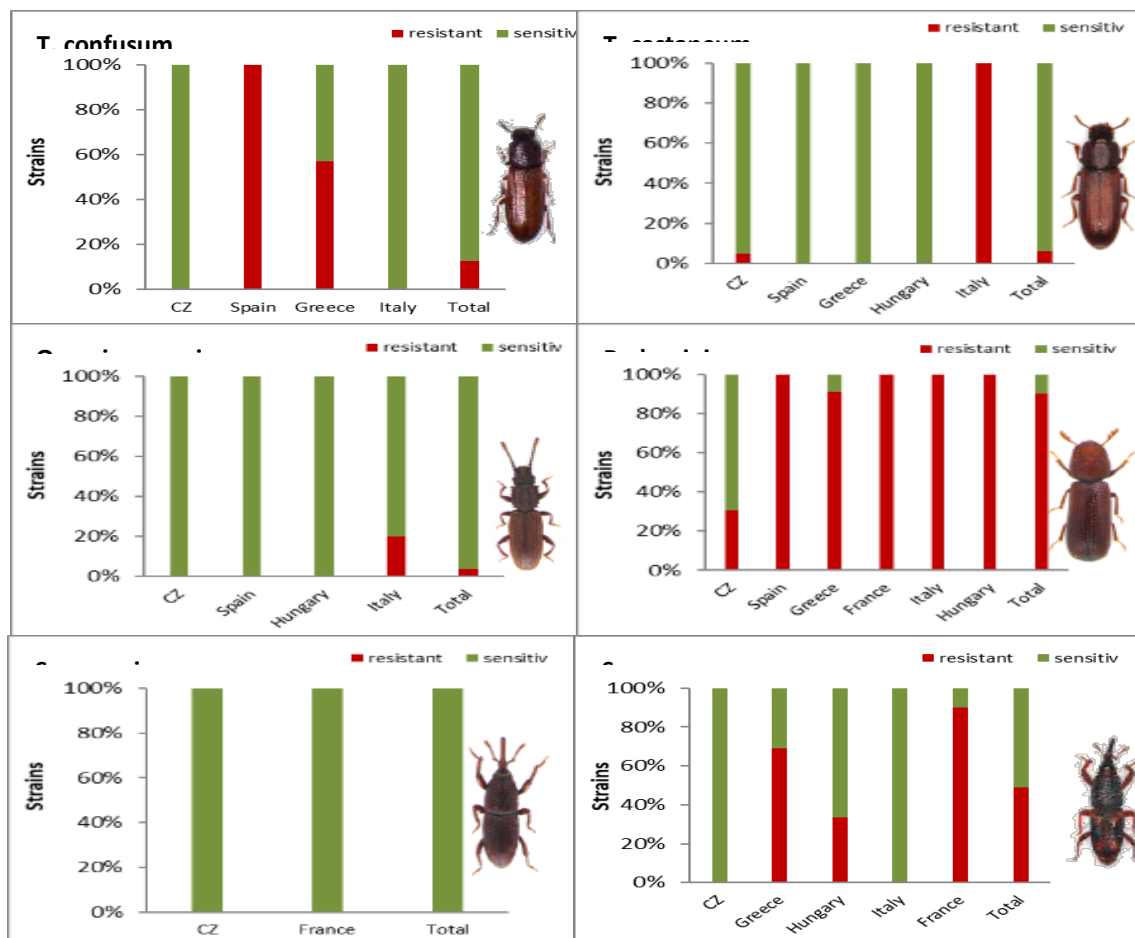 T. confusum
resistant sensitiv
100%
80%
60%
40%
20%
0%
Strains
CZ Spain Greece Italy Total
T. castaneum
resistant sensitiv
100%
80%
60%
40%
20%
0%
Strains
CZ Spain Greece Hungary Italy Total
resistant sensitiv
100%
80%
60%
40%
20%
0%
Strains
CZ Spain Hungary Italy Total
resistant sensitiv
100%
80%
60%
40%
20%
0%
Strains
CZ Spain Greece France Italy Hungary Total
resistant sensitiv
100%
80%
60%
40%
20%
0%
Strains
CZ France Total
resistant sensitiv
100%
80%
60%
40%
20%
0%
Strains
CZ Greece Hungary Italy France Total